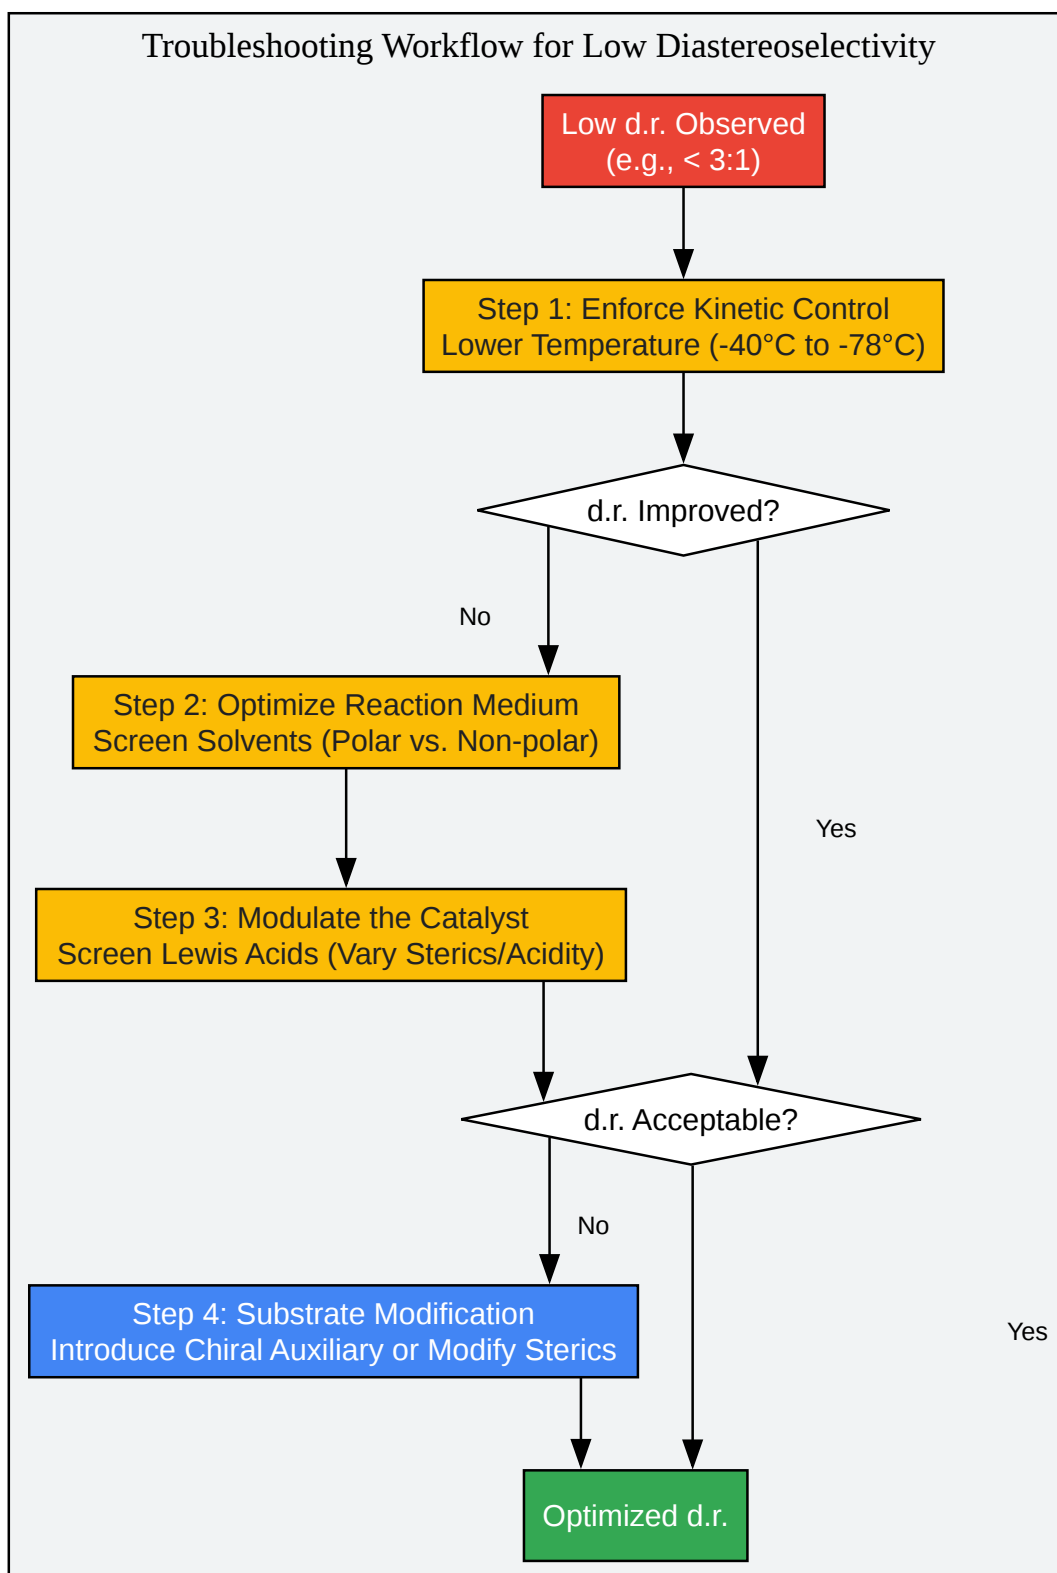 Troubleshooting Workflow for Low Diastereoselectivity
Low d.r. Observed
(e.g., < 3:1)
Step 1: Enforce Kinetic Control
Lower Temperature (-40°C to -78°C)
d.r. Improved?
No
Step 2: Optimize Reaction Medium
Screen Solvents (Polar vs. Non-polar)
Yes
Step 3: Modulate the Catalyst
Screen Lewis Acids (Vary Sterics/Acidity)
d.r. Acceptable?
No
Step 4: Substrate Modification
Introduce Chiral Auxiliary or Modify Sterics
Yes
Optimized d.r.